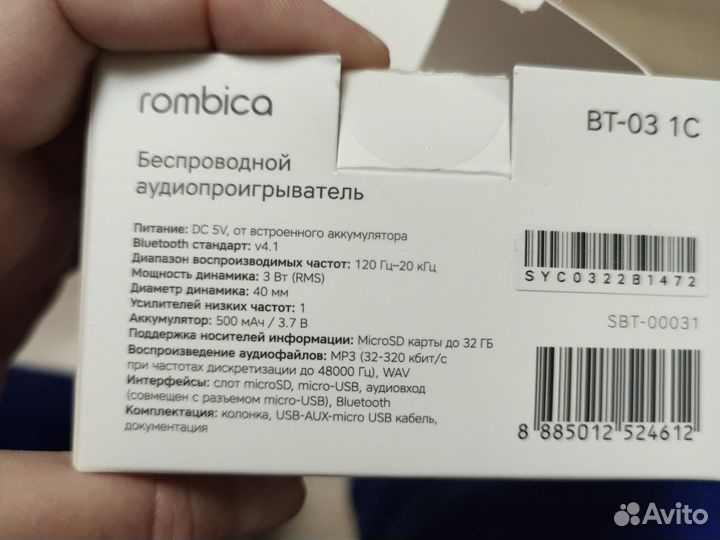 rombica
Беспроводной
аудиопроигрыватель
Питание: DC 5V, от встроенного аккумулятора
Bluetooth стандарт: v4.1
Диапазон воспроизводимых частот: 120 Гц–20 кГц
Мощность динамика: 3 Вт (RMS)
Диаметр динамика: 40 мм
Усилителей низких частот: 1
Аккумулятор: 500 мАч / 3.7 В
Поддержка носителей информации: MicroSD карты до 32 ГБ
Воспроизведение аудиофайлов: MP3 (32-320 кбит/с
при частотах дискретизации до 48000 Гц), WAV
Интерфейсы: слот microSD, micro-USB, аудиовход
(совмещен с разъемом micro-USB), Bluetooth
Комплектация: колонка, USB-AUX-micro USB кабель,
документация
BT-03 1C
SYC0322B1472
SBT-00031
8 885012 524612
Avito